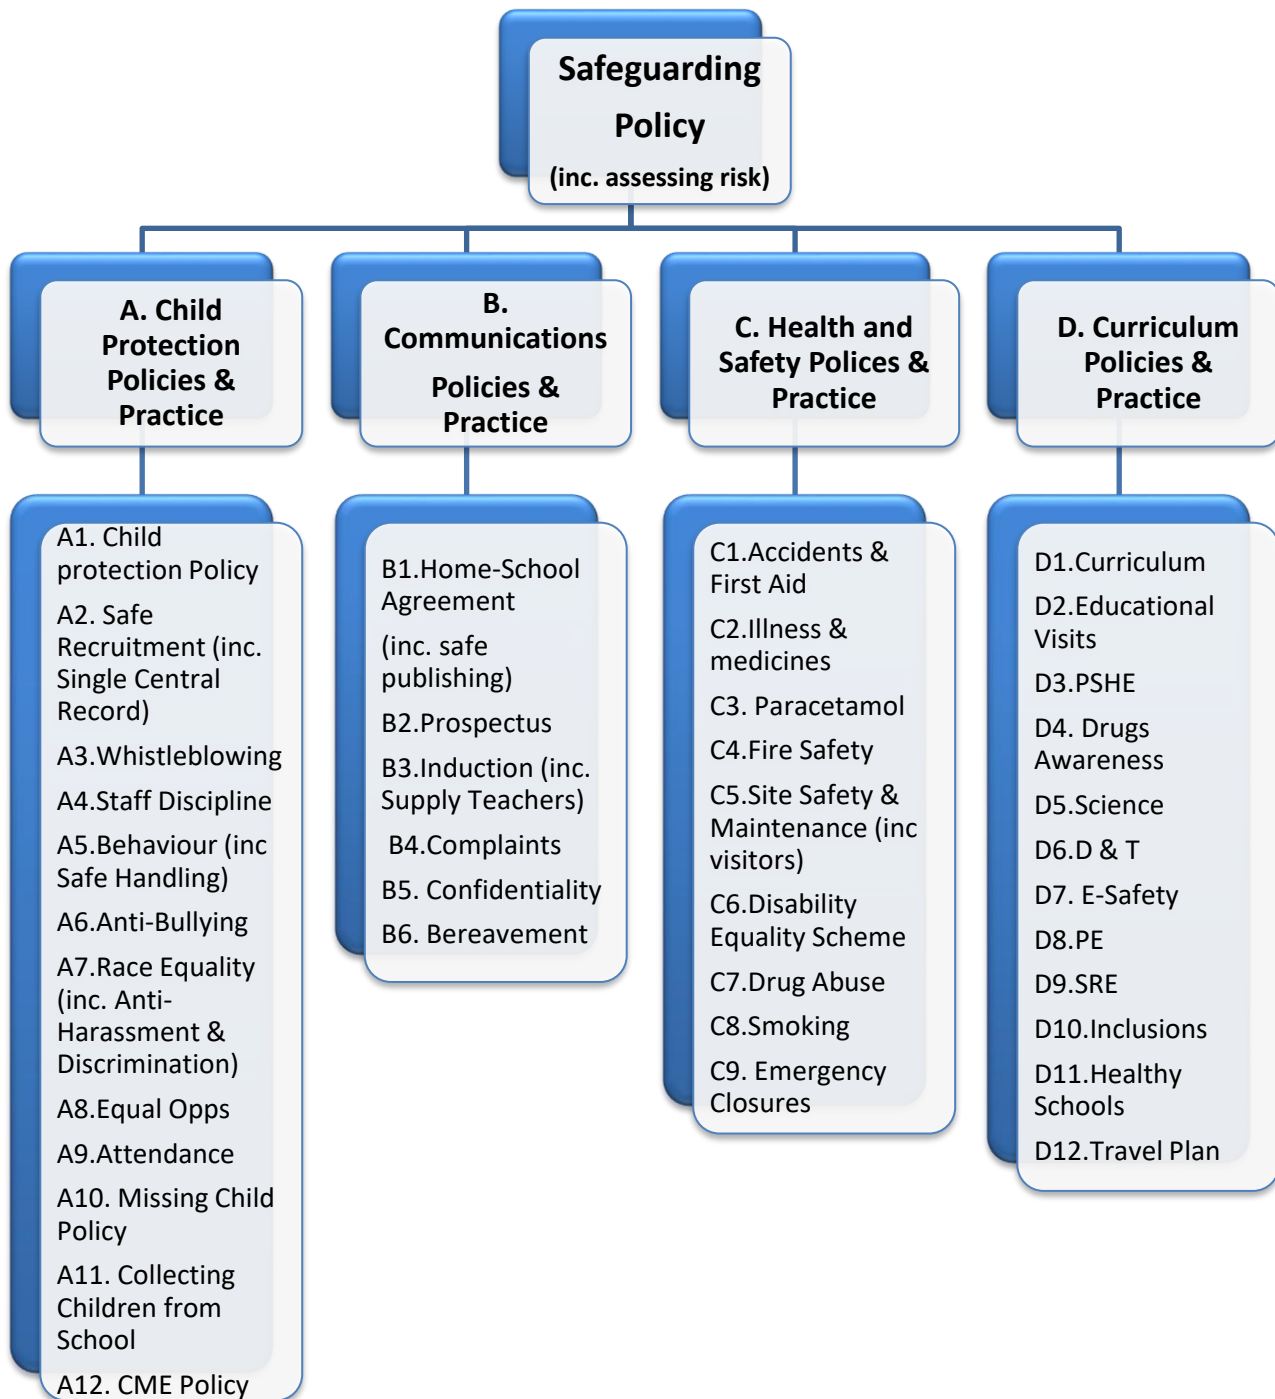 Safeguarding
Policy
(inc. assessing risk)
A. Child
Protection
Policies &
Practice
B.
Communications
Policies &
Practice
C. Health and
Safety Polices &
Practice
D. Curriculum
Policies &
Practice
A1. Child
protection Policy
A2. Safe
Recruitment (inc.
Single Central
Record)
A3.Whistleblowing
A4.Staff Discipline
A5.Behaviour (inc
Safe Handling)
A6.Anti-Bullying
A7.Race Equality
(inc. Anti-
Harassment &
Discrimination)
A8.Equal Opps
A9.Attendance
A10. Missing Child
Policy
A11. Collecting
Children from
School
A12. CME Policy
B1.Home-School
Agreement
(inc. safe
publishing)
B2.Prospectus
B3.Induction (inc.
Supply Teachers)
B4.Complaints
B5. Confidentiality
B6. Bereavement
C1.Accidents &
First Aid
C2.Illness &
medicines
C3. Paracetamol
C4.Fire Safety
C5.Site Safety &
Maintenance (inc
visitors)
C6.Disability
Equality Scheme
C7.Drug Abuse
C8.Smoking
C9. Emergency
Closures
D1.Curriculum
D2.Educational
Visits
D3.PSHE
D4. Drugs
Awareness
D5.Science
D6.D & T
D7. E-Safety
D8.PE
D9.SRE
D10.Inclusions
D11.Healthy
Schools
D12.Travel Plan